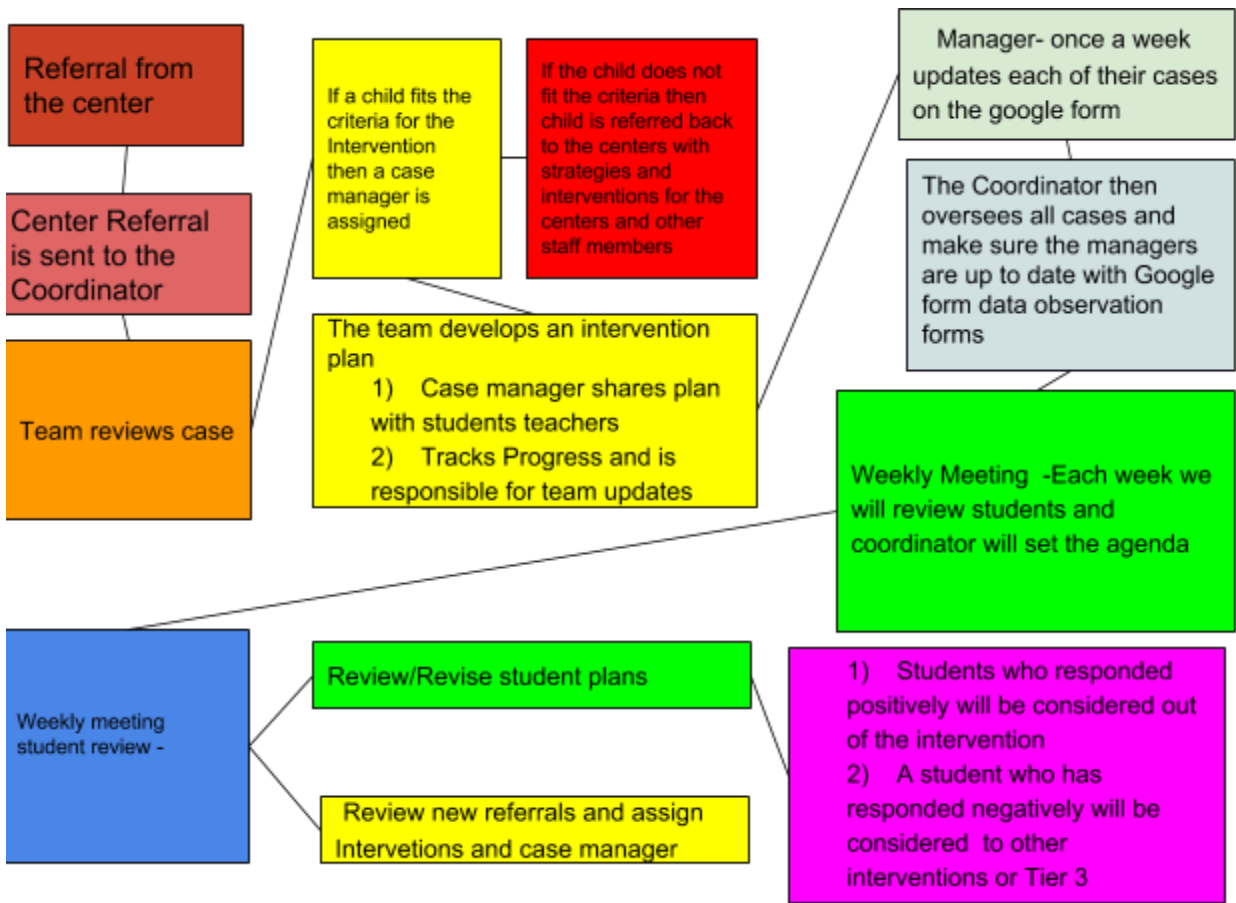 Referral from
the center
Center Referral
is sent to the
Coordinator
Team reviews case
If a child fits the
criteria for the
Intervention
then a case
manager is
assigned
If the child does not
fit the criteria then
child is referred back
to the centers with
strategies and
interventions for the
centers and other
staff members
The team develops an intervention
plan
1) Case manager shares plan
with students teachers
2) Tracks Progress and is
responsible for team updates
Manager- once a week
updates each of their cases
on the google form
The Coordinator then
oversees all cases and
make sure the managers
are up to date with Google
form data observation
forms
Weekly Meeting -Each week we
will review students and
coordinator will set the agenda
Weekly meeting
student review -
Review/Revise student plans
Review new referrals and assign
Intervetions and case manager
1) Students who responded
positively will be considered out
of the intervention
2) A student who has
responded negatively will be
considered to other
interventions or Tier 3